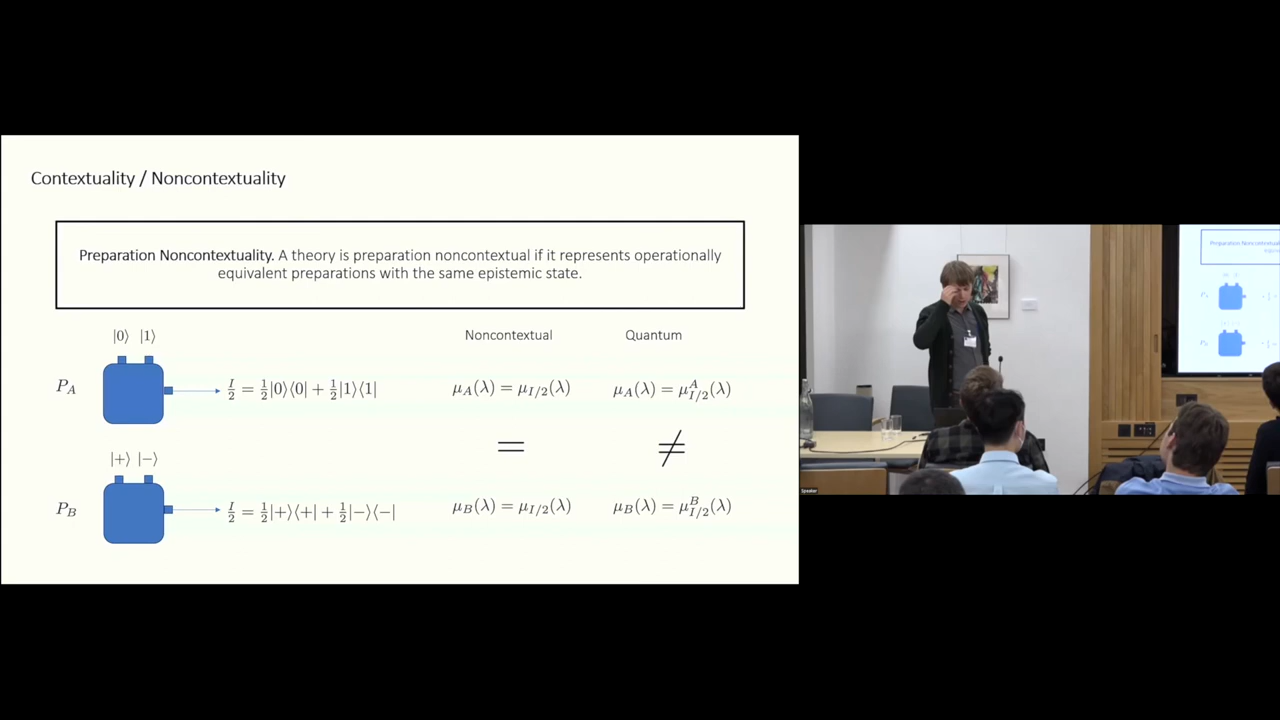 Contextuality / Noncontextuality
Preparation Noncontextuality. A theory is preparation noncontextual if it represents operationally
equivalent preparations with the same epistemic state.
|0⟩ |1⟩ Noncontextual Quantum
P_A I/2 = 1/2|0⟩⟨0| + 1/2|1⟩⟨1| μ_A(λ) = μ_{I/2}(λ) μ_A(λ) = μ^A_{I/2}(λ)
= ≠
|+⟩ |−⟩
P_B I/2 = 1/2|+⟩⟨+| + 1/2|−⟩⟨−| μ_B(λ) = μ_{I/2}(λ) μ_B(λ) = μ^B_{I/2}(λ)
Speaker